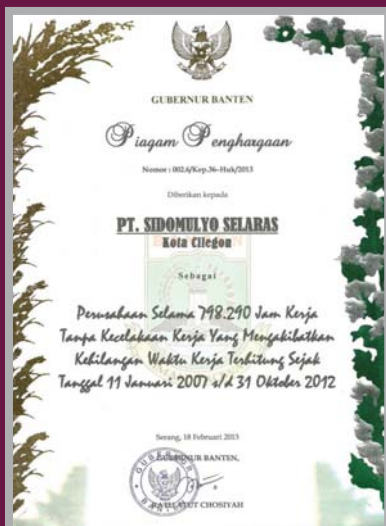 GUBERNUR BANTEN
Piagam Penghargaan
Nomor : 002.6/Kep.36-Huk/2013
Diberikan kepada
PT. SIDOMULYO SELARAS
Kota Cilegon
Sebagai
Perusahaan Selama 798.290 Jam Kerja
Tanpa Kecelakaan Kerja Yang Mengakibatkan
Kehilangan Waktu Kerja Terhitung Sejak
Tanggal 11 Januari 2007 s/d 31 Oktober 2012
Serang, 18 Februari 2013
GUBERNUR BANTEN,
RATU ATUT CHOSIYAH